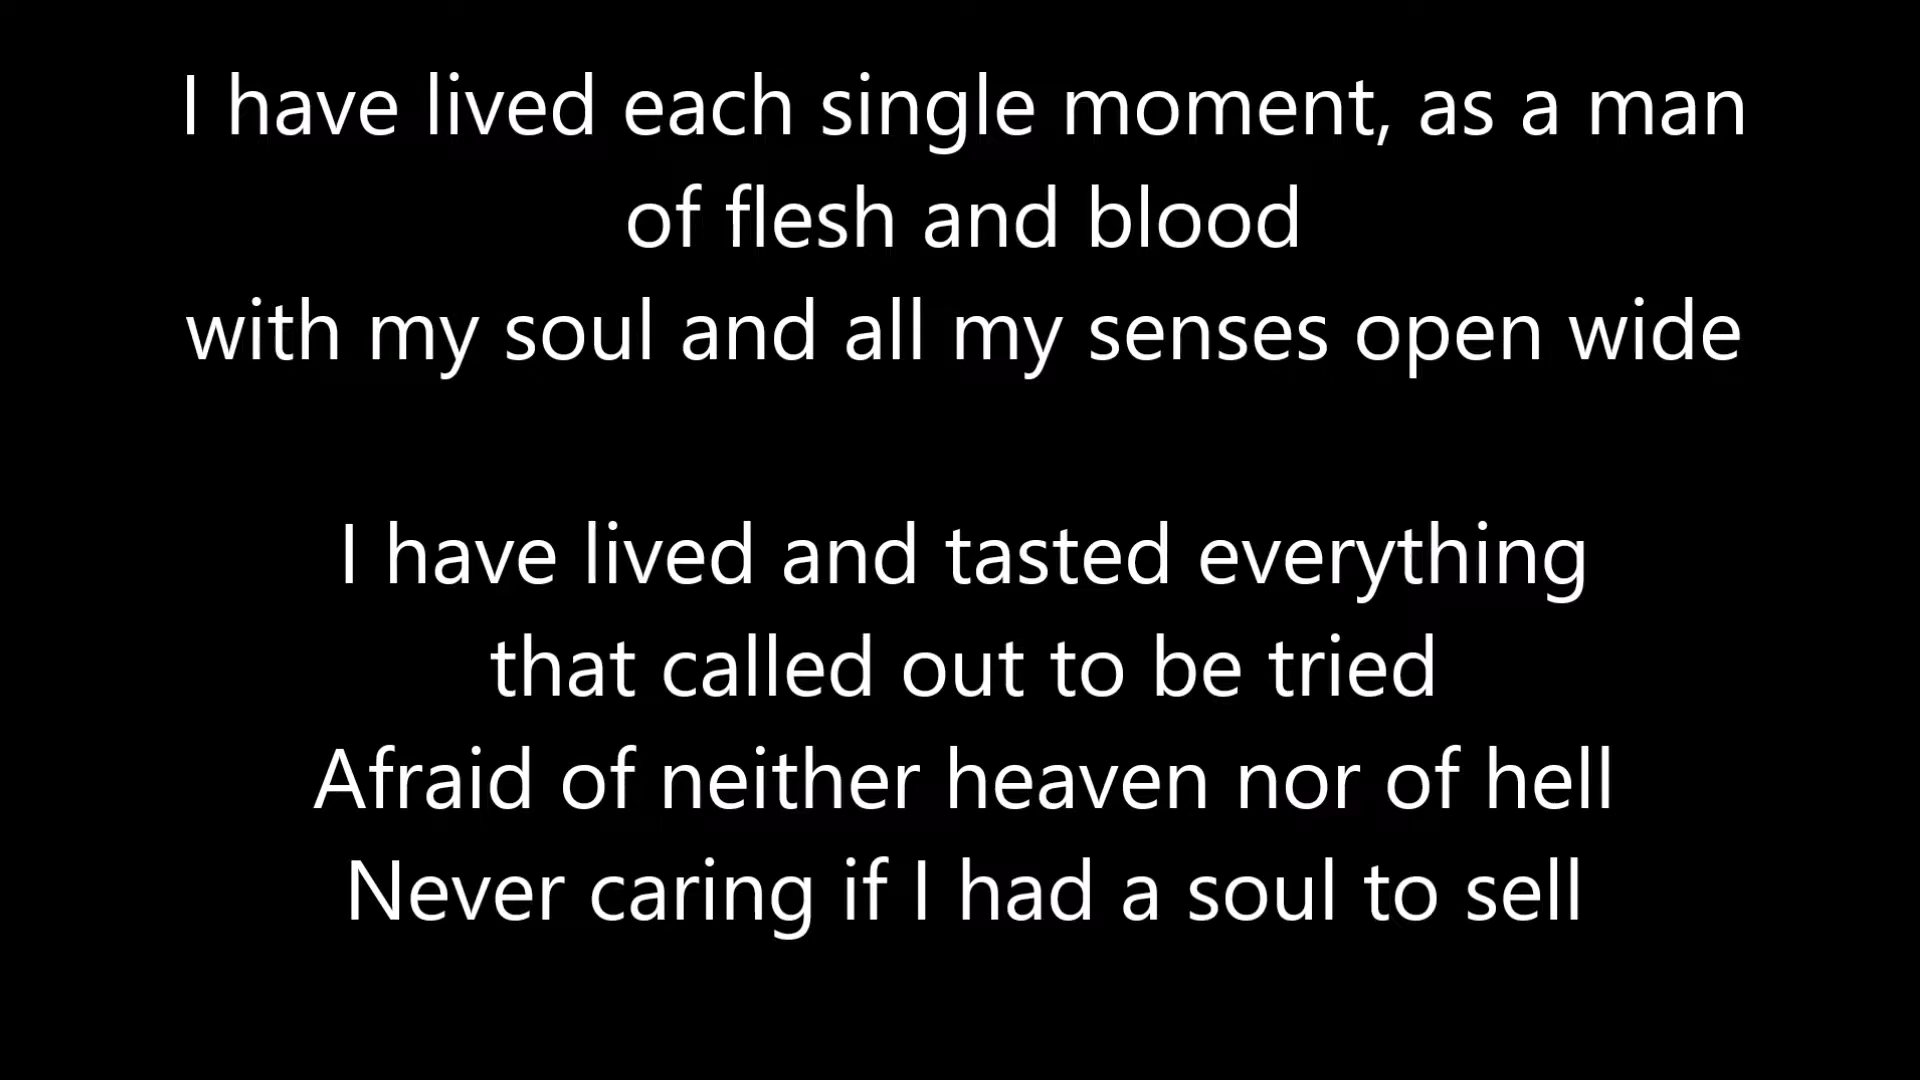 I have lived each single moment, as a man
of flesh and blood
with my soul and all my senses open wide
I have lived and tasted everything
that called out to be tried
Afraid of neither heaven nor of hell
Never caring if I had a soul to sell